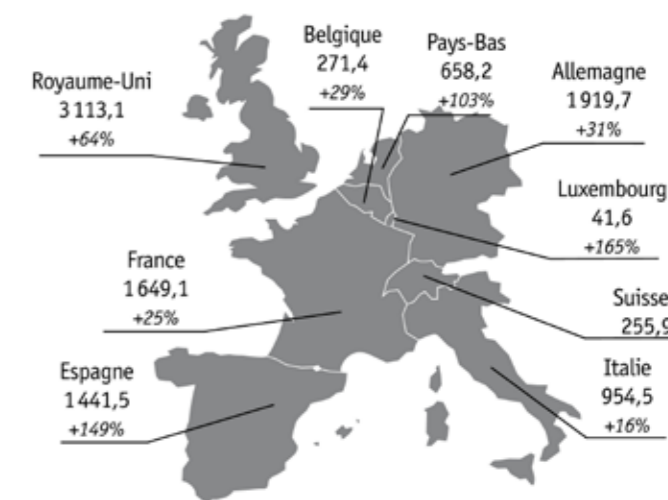 Belgique
271,4
+29%
Pays-Bas
658,2
+103%
Royaume-Uni
3 113,1
+64%
Allemagne
1 919,7
+31%
Luxembourg
41,6
+165%
France
1 649,1
+25%
Suisse
255,9
Espagne
1 441,5
+149%
Italie
954,5
+16%